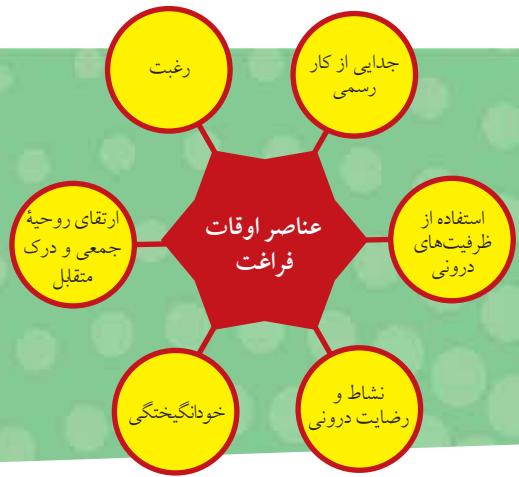 عناصر اوقات
فراغت
جدایی از کار
رسمی
استفاده از
ظرفیت‌های
درونی
نشاط و
رضایت درونی
خودانگیختگی
ارتقای روحیهٔ
جمعی و درک
متقابل
رغبت